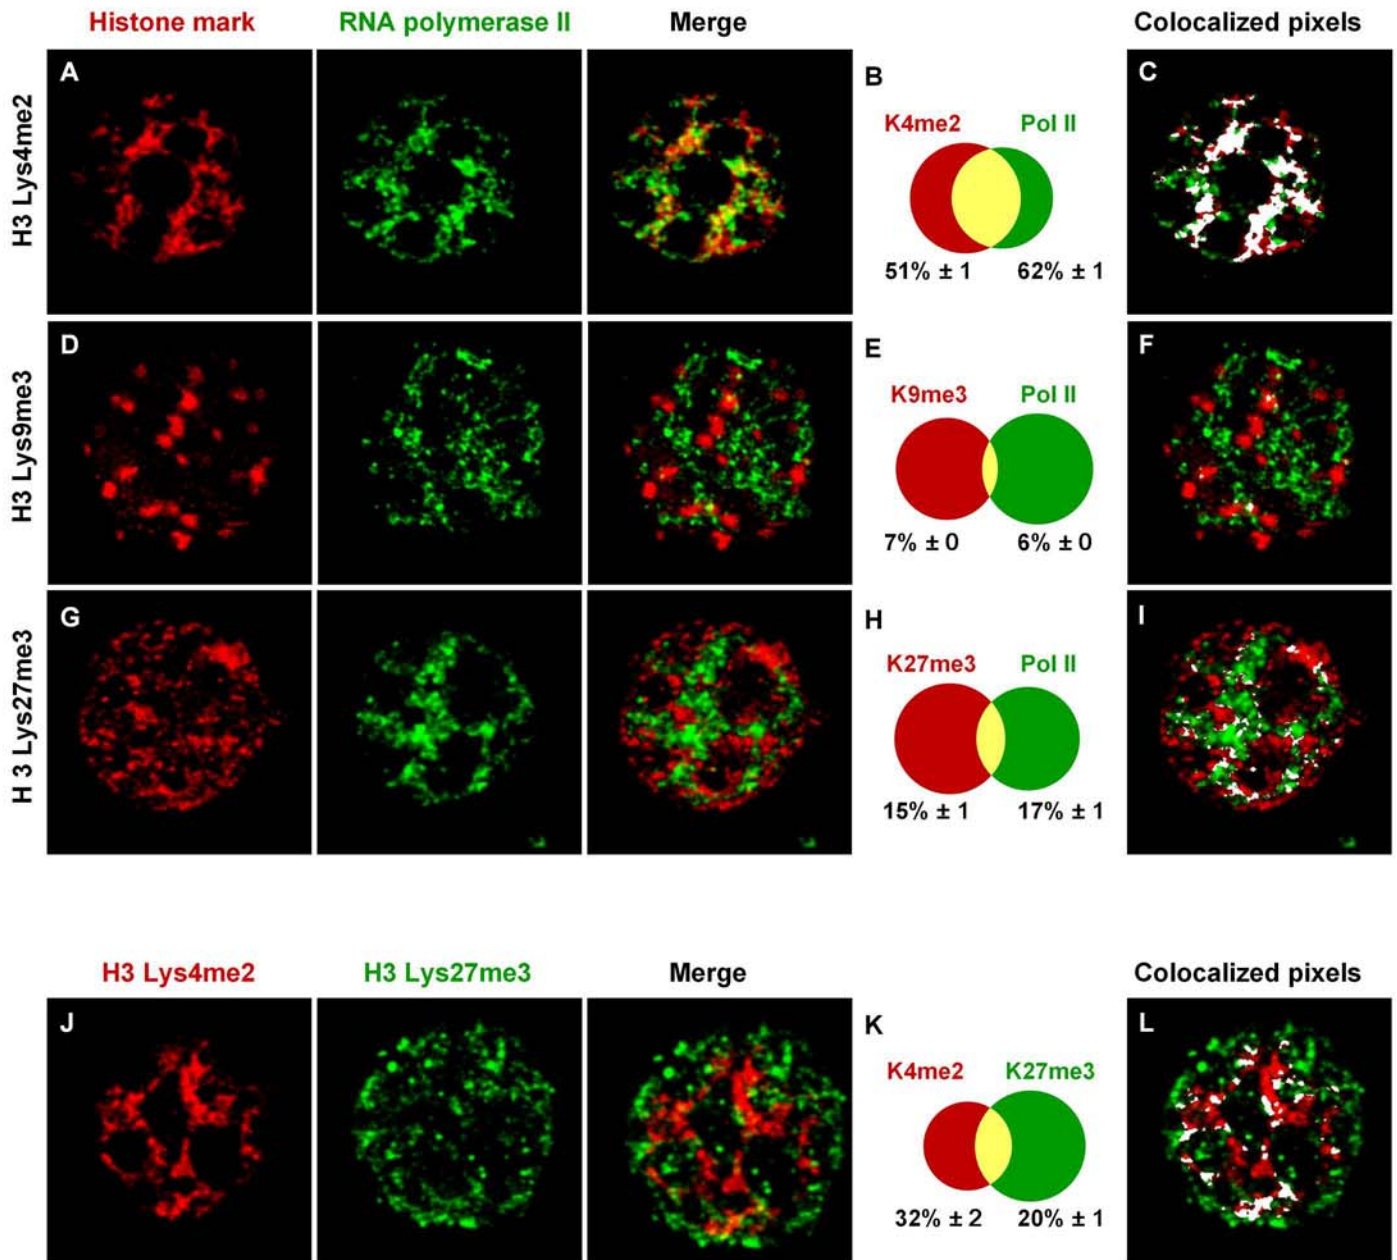 Histone mark RNA polymerase II Merge Colocalized pixels
H3 Lys4me2
A
B
K4me2 Pol II
51% ± 1 62% ± 1
C
H3 Lys9me3
D
E
K9me3 Pol II
7% ± 0 6% ± 0
F
H 3 Lys27me3
G
H
K27me3 Pol II
15% ± 1 17% ± 1
I
H3 Lys4me2 H3 Lys27me3 Merge Colocalized pixels
J
K
K4me2 K27me3
32% ± 2 20% ± 1
L